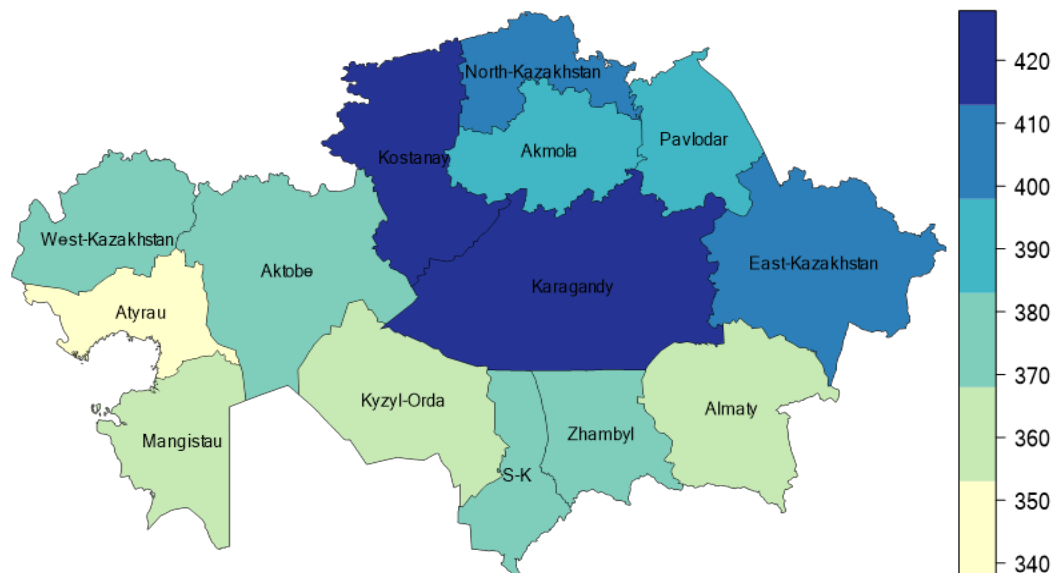 North-Kazakhstan
Kostanay
Akmola
Pavlodar
West-Kazakhstan
Aktobe
East-Kazakhstan
Karagandy
Atyrau
Kyzyl-Orda
Almaty
Mangistau
Zhambyl
S-K
420
410
400
390
380
370
360
350
340